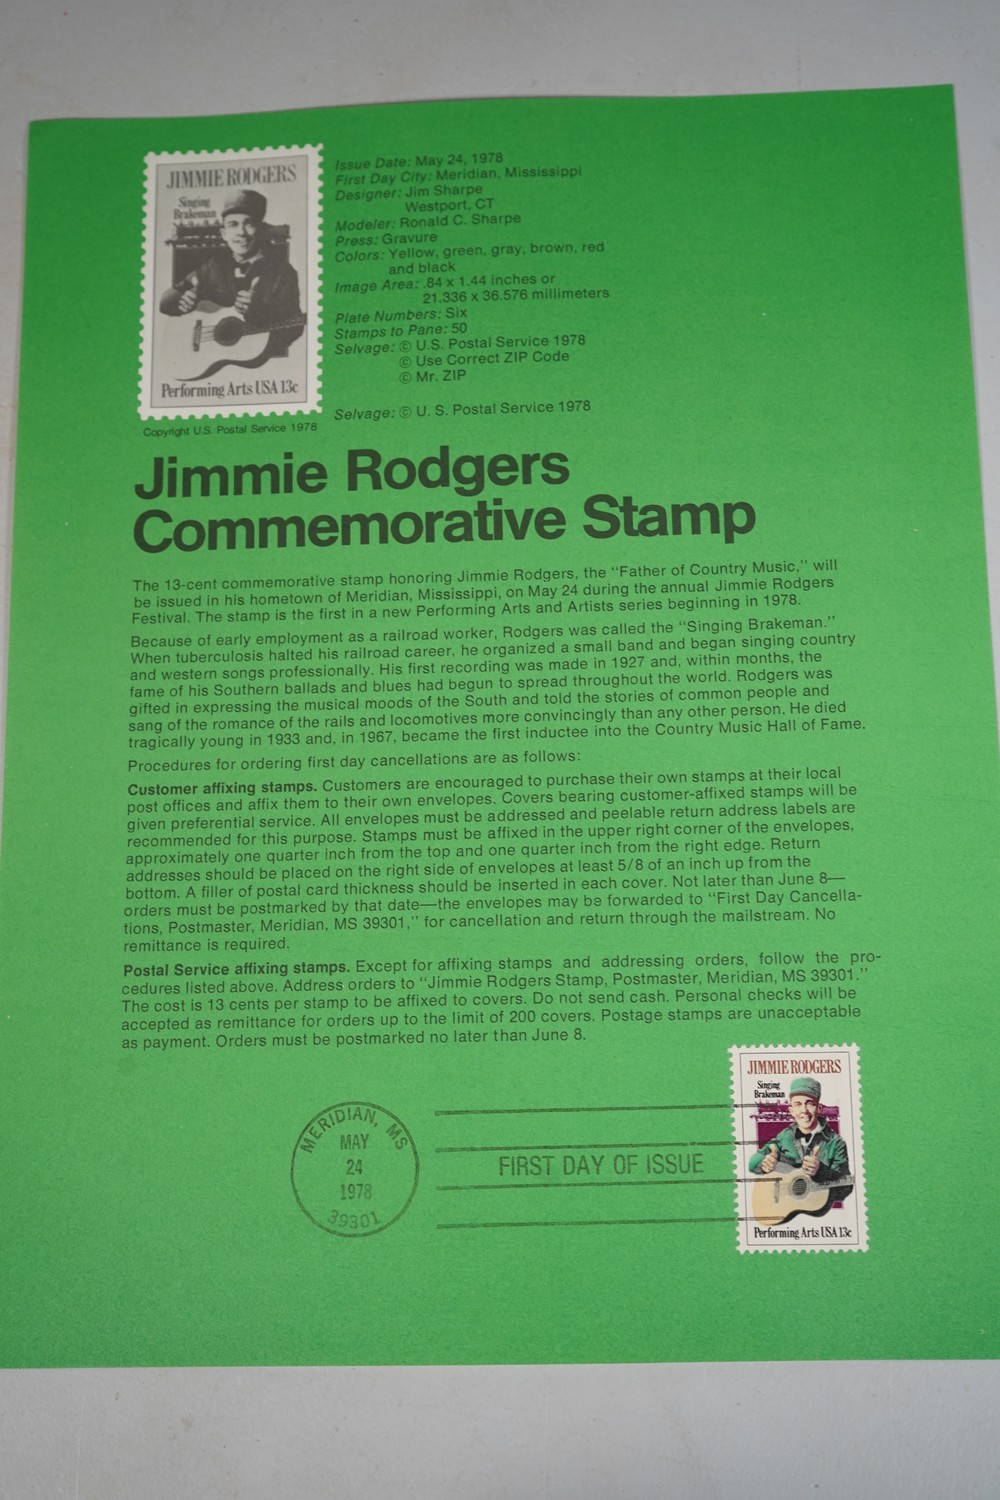 JIMMIE RODGERS
Singing
Brakeman
Performing Arts USA 13c
Copyright U.S. Postal Service 1978
Issue Date: May 24, 1978
First Day City: Meridian, Mississippi
Designer: Jim Sharpe
Westport, CT
Modeler: Ronald C. Sharpe
Press: Gravure
Colors: Yellow, green, gray, brown, red
and black
Image Area: .84 x 1.44 inches or
21.336 x 36.576 millimeters
Plate Numbers: Six
Stamps to Pane: 50
Selvage: © U.S. Postal Service 1978
© Use Correct ZIP Code
© Mr. ZIP
Selvage: © U. S. Postal Service 1978
Jimmie Rodgers
Commemorative Stamp
The 13-cent commemorative stamp honoring Jimmie Rodgers, the "Father of Country Music," will
be issued in his hometown of Meridian, Mississippi, on May 24 during the annual Jimmie Rodgers
Festival. The stamp is the first in a new Performing Arts and Artists series beginning in 1978.
Because of early employment as a railroad worker, Rodgers was called the "Singing Brakeman."
When tuberculosis halted his railroad career, he organized a small band and began singing country
and western songs professionally. His first recording was made in 1927 and, within months, the
fame of his Southern ballads and blues had begun to spread throughout the world. Rodgers was
gifted in expressing the musical moods of the South and told the stories of common people and
sang of the romance of the rails and locomotives more convincingly than any other person. He died
tragically young in 1933 and, in 1967, became the first inductee into the Country Music Hall of Fame.
Procedures for ordering first day cancellations are as follows:
Customer affixing stamps. Customers are encouraged to purchase their own stamps at their local
post offices and affix them to their own envelopes. Covers bearing customer-affixed stamps will be
given preferential service. All envelopes must be addressed and peelable return address labels are
recommended for this purpose. Stamps must be affixed in the upper right corner of the envelopes,
approximately one quarter inch from the top and one quarter inch from the right edge. Return
addresses should be placed on the right side of envelopes at least 5/8 of an inch up from the
bottom. A filler of postal card thickness should be inserted in each cover. Not later than June 8—
orders must be postmarked by that date—the envelopes may be forwarded to "First Day Cancella-
tions, Postmaster, Meridian, MS 39301," for cancellation and return through the mailstream. No
remittance is required.
Postal Service affixing stamps. Except for affixing stamps and addressing orders, follow the pro-
cedures listed above. Address orders to "Jimmie Rodgers Stamp, Postmaster, Meridian, MS 39301."
The cost is 13 cents per stamp to be affixed to covers. Do not send cash. Personal checks will be
accepted as remittance for orders up to the limit of 200 covers. Postage stamps are unacceptable
as payment. Orders must be postmarked no later than June 8.
MERIDIAN, MS
MAY
24
1978
39301
FIRST DAY OF ISSUE
JIMMIE RODGERS
Singing
Brakeman
Performing Arts USA 13c